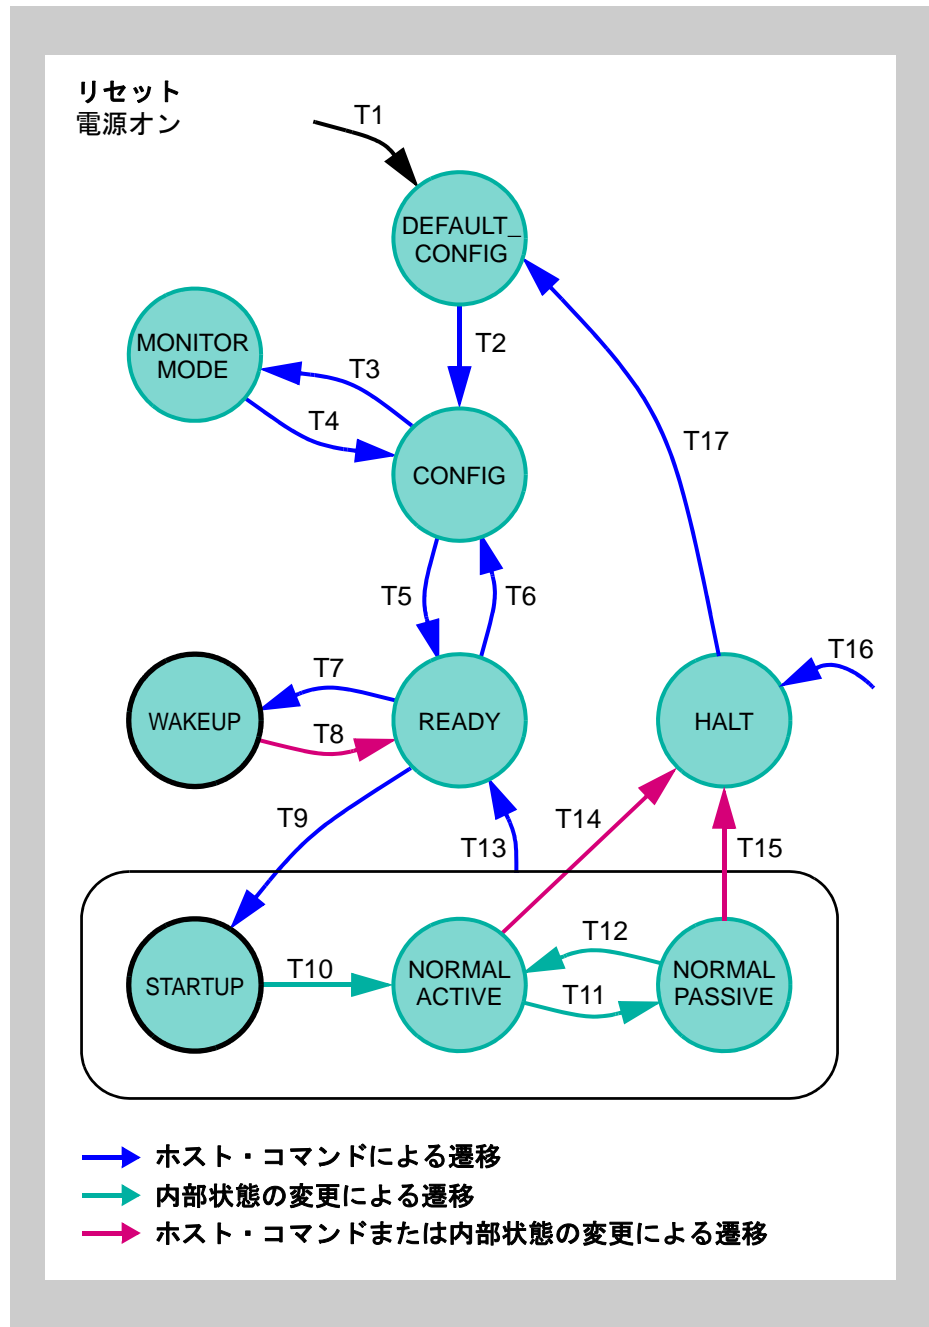 リセット
電源オン
T1
DEFAULT_
CONFIG
T2
MONITOR
MODE
T3
T4
CONFIG
T17
T5
T6
T16
WAKEUP
T7
T8
READY
HALT
T9
T13
T14
T15
STARTUP
T10
NORMAL
ACTIVE
T12
T11
NORMAL
PASSIVE
ホスト・コマンドによる遷移
内部状態の変更による遷移
ホスト・コマンドまたは内部状態の変更による遷移